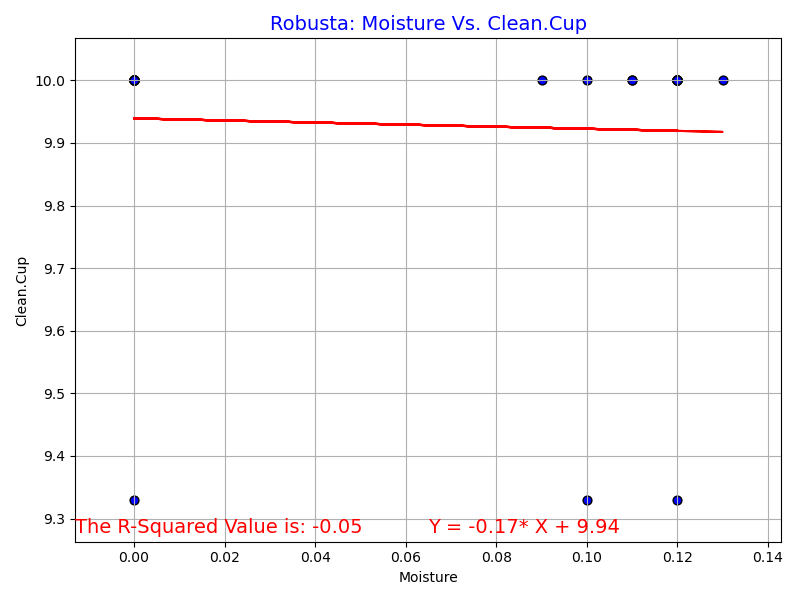 Robusta: Moisture Vs. Clean.Cup
10.0
9.9
9.8
9.7
9.6
9.5
9.4
9.3
Clean.Cup
The R-Squared Value is: -0.05
Y = -0.17* X + 9.94
0.00 0.02 0.04 0.06 0.08 0.10 0.12 0.14
Moisture